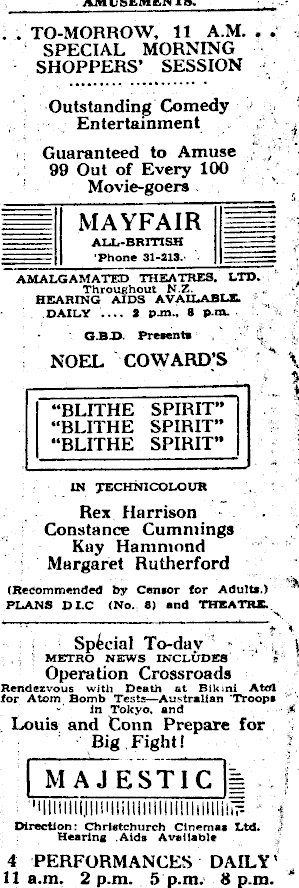 AMUSEMENTS.
. . TO-MORROW, 11 A.M. . .
SPECIAL MORNING
SHOPPERS' SESSION
Outstanding Comedy
Entertainment
Guaranteed to Amuse
99 Out of Every 100
Movie-goers
MAYFAIR
ALL-BRITISH
'Phone 31-213.
AMALGAMATED THEATRES, LTD.
Throughout N.Z.
HEARING AIDS AVAILABLE.
DAILY .... 2 p.m., 8 p.m.
G.B.D. Presents
NOEL COWARD'S
"BLITHE SPIRIT"
"BLITHE SPIRIT"
"BLITHE SPIRIT"
IN TECHNICOLOUR
Rex Harrison
Constance Cummings
Kay Hammond
Margaret Rutherford
(Recommended by Censor for Adults.)
PLANS D.I.C (No. 8) and THEATRE.
Special To-day
METRO NEWS INCLUDES
Operation Crossroads
Rendezvous with Death at Bikini Atol
for Atom Bomb Tests—Australian Troops
in Tokyo, and
Louis and Conn Prepare for
Big Fight!
MAJESTIC
Direction: Christchurch Cinemas Ltd.
Hearing Aids Available
4 PERFORMANCES DAILY
11 a.m. 2 p.m. 5 p.m. 8 p.m.